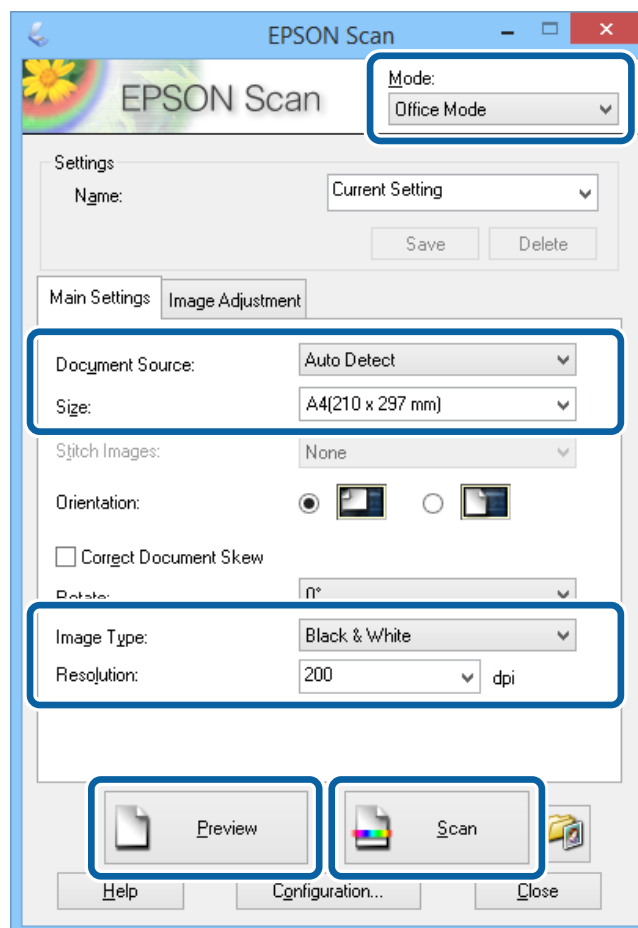 EPSON Scan
EPSON Scan
Mode:
Office Mode
Settings
Name:
Current Setting
Save
Delete
Main Settings
Image Adjustment
Document Source:
Auto Detect
Size:
A4(210 x 297 mm)
Stitch Images:
None
Orientation:
Correct Document Skew
Rotate:
0°
Image Type:
Black & White
Resolution:
200
dpi
Preview
Scan
Help
Configuration...
Close